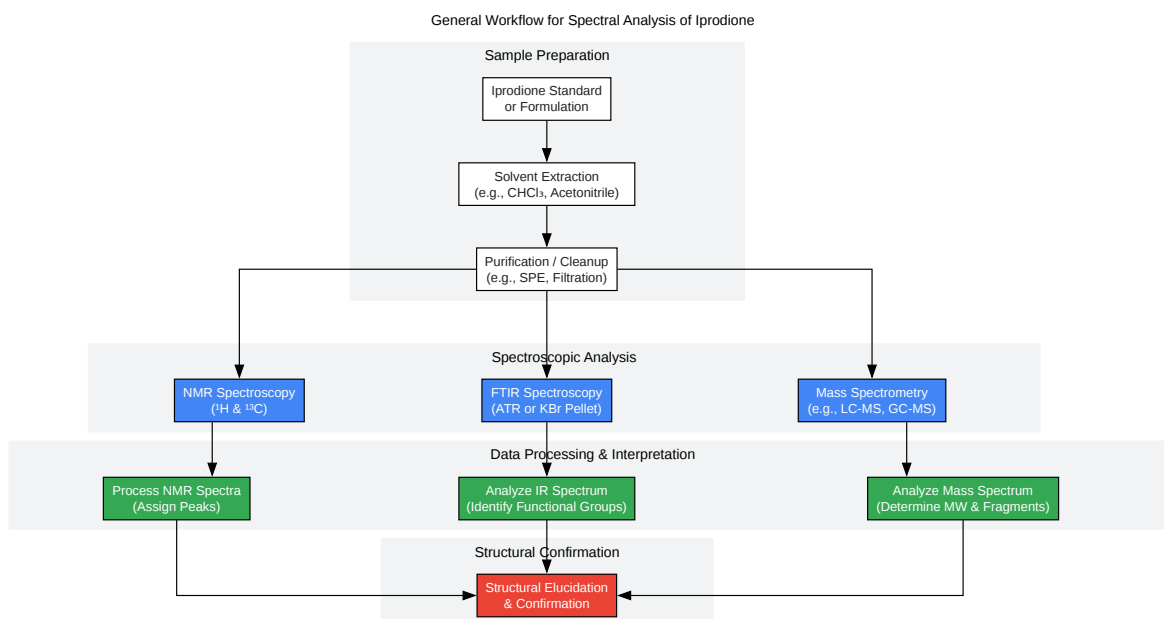 General Workflow for Spectral Analysis of Iprodione
Sample Preparation
Iprodione Standard
or Formulation
Solvent Extraction
(e.g., CHCl₃, Acetonitrile)
Purification / Cleanup
(e.g., SPE, Filtration)
Spectroscopic Analysis
NMR Spectroscopy
(¹H & ¹³C)
FTIR Spectroscopy
(ATR or KBr Pellet)
Mass Spectrometry
(e.g., LC-MS, GC-MS)
Data Processing & Interpretation
Process NMR Spectra
(Assign Peaks)
Analyze IR Spectrum
(Identify Functional Groups)
Analyze Mass Spectrum
(Determine MW & Fragments)
Structural Confirmation
Structural Elucidation
& Confirmation